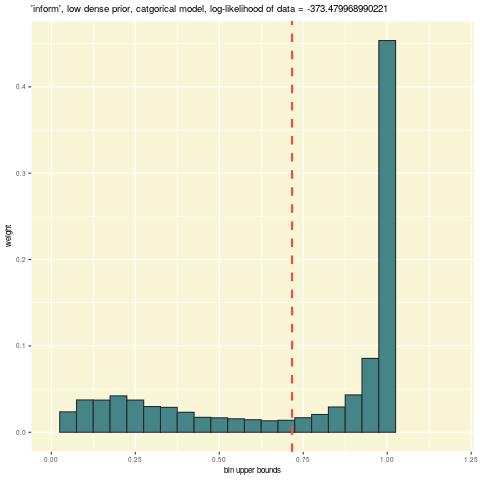 'inform', low dense prior, catgorical model, log-likelihood of data = -373.479968990221
0.4
0.3
0.2
0.1
0.0
weight
0.00 0.25 0.50 0.75 1.00 1.25
bin upper bounds